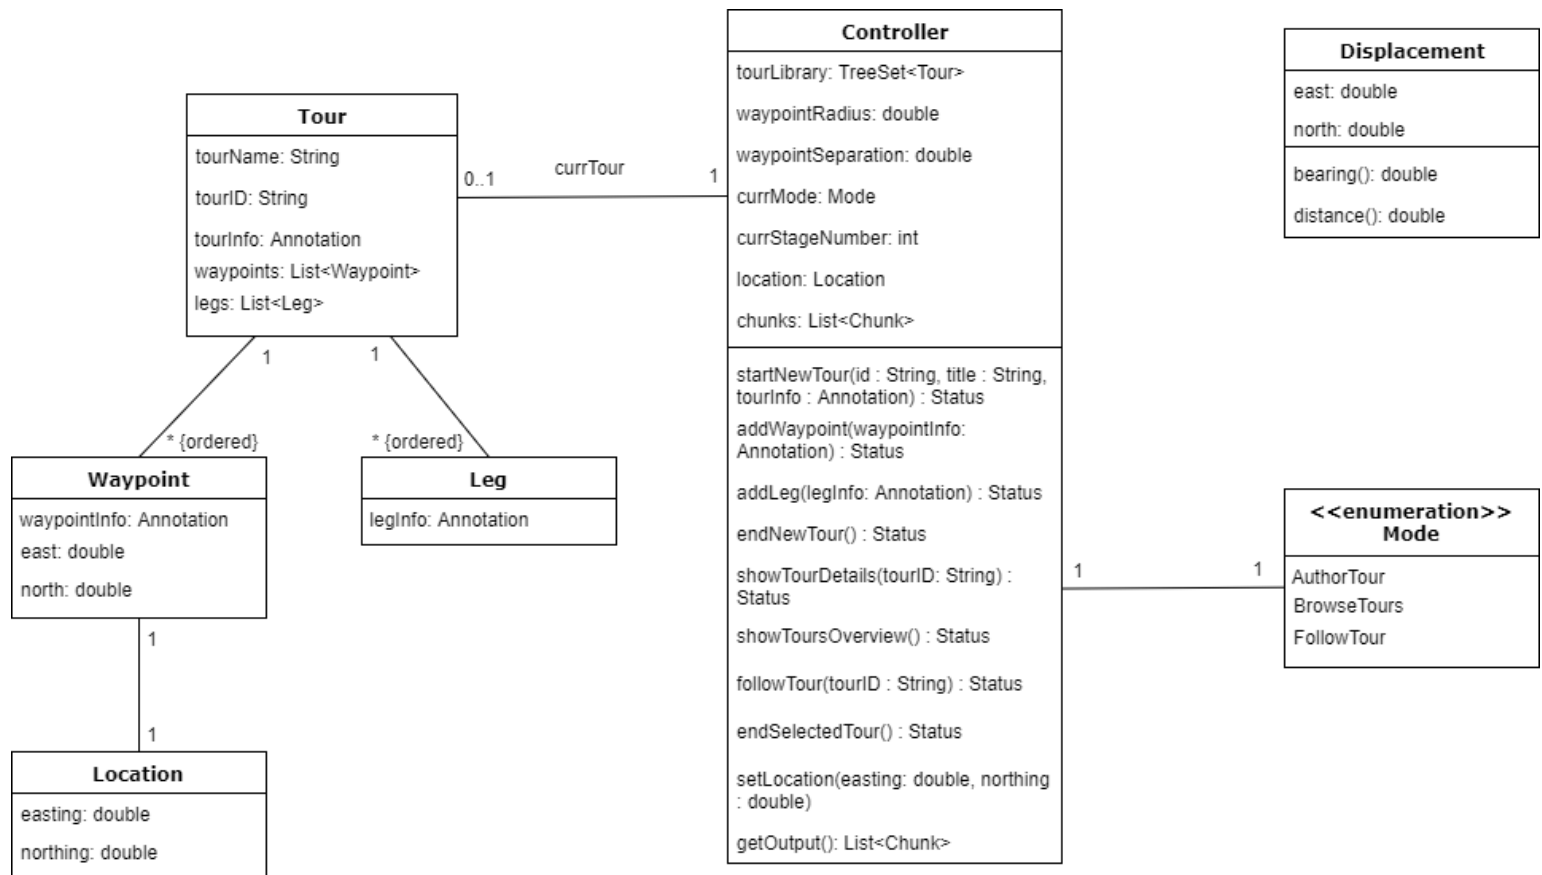 Controller
tourLibrary: TreeSet<Tour>
waypointRadius: double
waypointSeparation: double
currMode: Mode
currStageNumber: int
location: Location
chunks: List<Chunk>
startNewTour(id : String, title : String,
tourInfo : Annotation) : Status
addWaypoint(waypointInfo:
Annotation) : Status
addLeg(legInfo: Annotation) : Status
endNewTour() : Status
showTourDetails(tourID: String) :
Status
showToursOverview() : Status
followTour(tourID : String) : Status
endSelectedTour() : Status
setLocation(easting: double, northing
: double)
getOutput(): List<Chunk>
Displacement
east: double
north: double
bearing(): double
distance(): double
Tour
tourName: String
tourID: String
tourInfo: Annotation
waypoints: List<Waypoint>
legs: List<Leg>
0..1
currTour
1
1
1
* {ordered}
* {ordered}
Waypoint
waypointInfo: Annotation
east: double
north: double
Leg
legInfo: Annotation
1
1
<<enumeration>>
Mode
AuthorTour
BrowseTours
FollowTour
1
1
Location
easting: double
northing: double